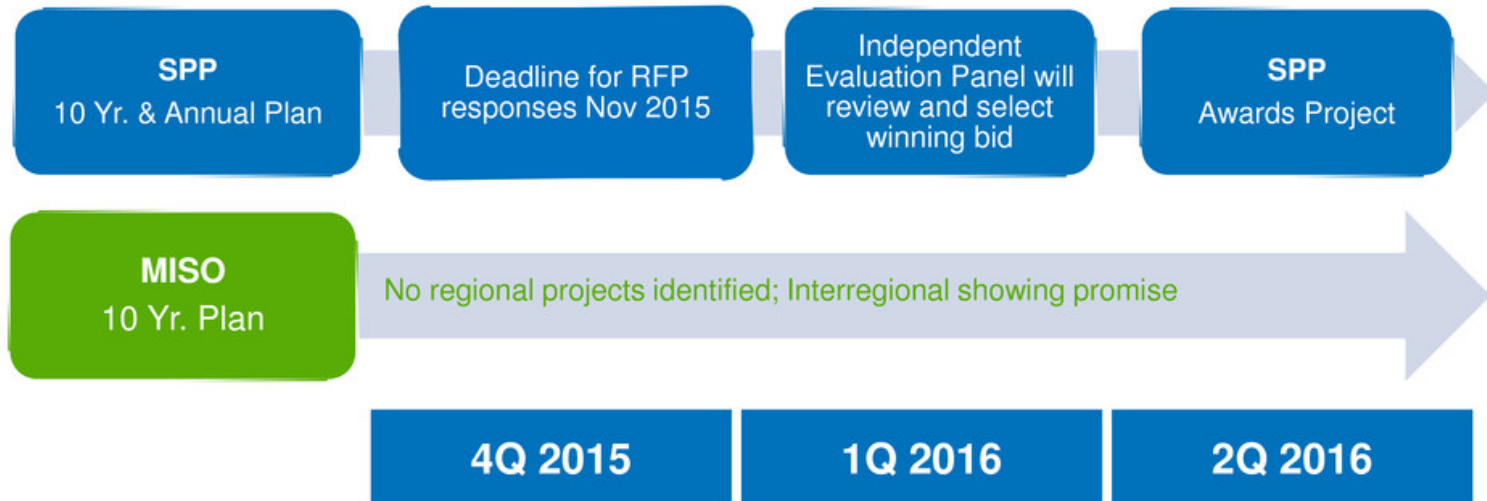 SPP
10 Yr. & Annual Plan
Deadline for RFP
responses Nov 2015
Independent
Evaluation Panel will
review and select
winning bid
SPP
Awards Project
MISO
10 Yr. Plan
No regional projects identified; Interregional showing promise
4Q 2015
1Q 2016
2Q 2016